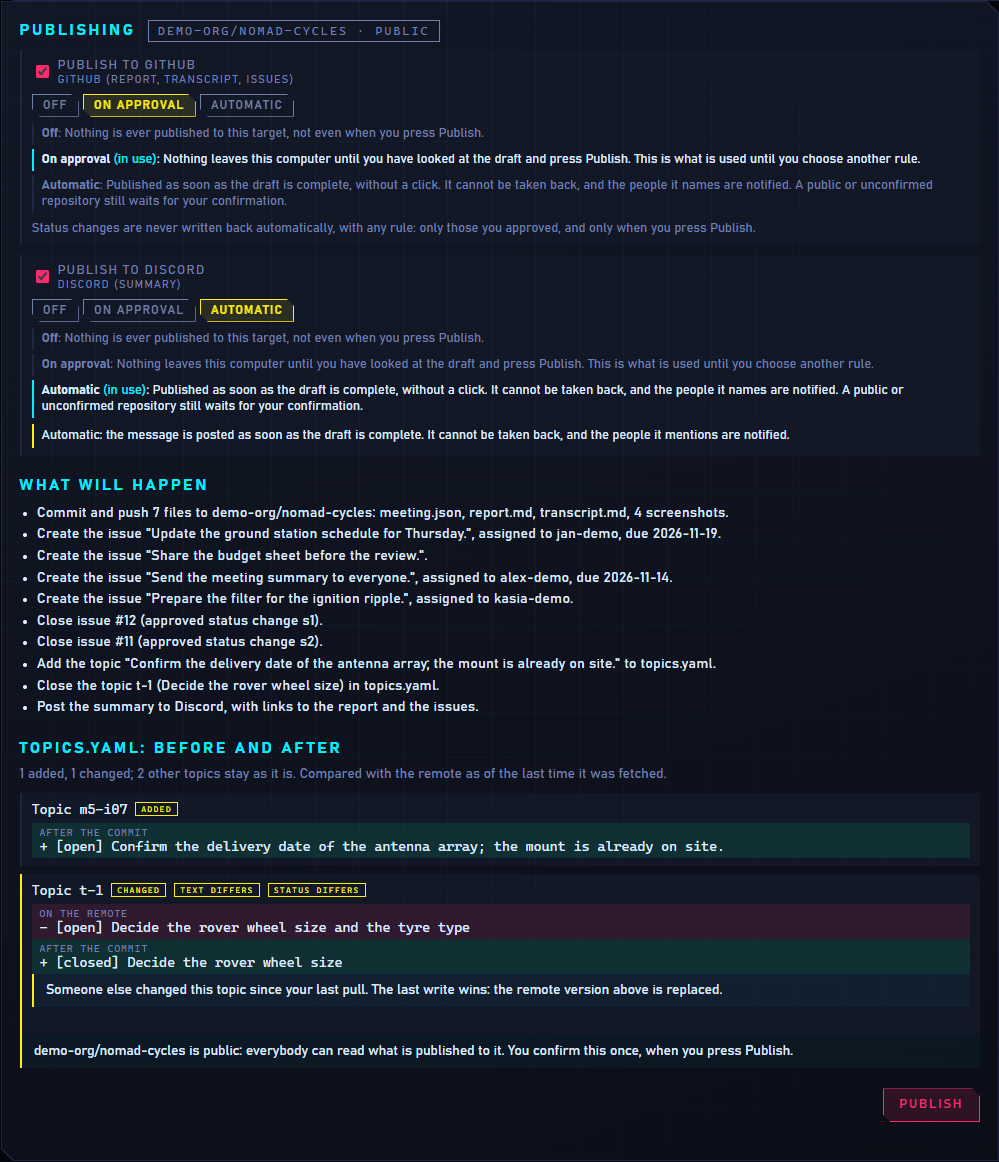 PUBLISHING
DEMO-ORG/NOMAD-CYCLES · PUBLIC
PUBLISH TO GITHUB
GITHUB (REPORT, TRANSCRIPT, ISSUES)
OFF
ON APPROVAL
AUTOMATIC
Off: Nothing is ever published to this target, not even when you press Publish.
On approval (in use): Nothing leaves this computer until you have looked at the draft and press Publish. This is what is used until you choose another rule.
Automatic: Published as soon as the draft is complete, without a click. It cannot be taken back, and the people it names are notified. A public or unconfirmed
repository still waits for your confirmation.
Status changes are never written back automatically, with any rule: only those you approved, and only when you press Publish.
PUBLISH TO DISCORD
DISCORD (SUMMARY)
OFF
ON APPROVAL
AUTOMATIC
Off: Nothing is ever published to this target, not even when you press Publish.
On approval: Nothing leaves this computer until you have looked at the draft and press Publish. This is what is used until you choose another rule.
Automatic (in use): Published as soon as the draft is complete, without a click. It cannot be taken back, and the people it names are notified. A public or
unconfirmed repository still waits for your confirmation.
Automatic: the message is posted as soon as the draft is complete. It cannot be taken back, and the people it mentions are notified.
WHAT WILL HAPPEN
• Commit and push 7 files to demo-org/nomad-cycles: meeting.json, report.md, transcript.md, 4 screenshots.
• Create the issue "Update the ground station schedule for Thursday.", assigned to jan-demo, due 2026-11-19.
• Create the issue "Share the budget sheet before the review.".
• Create the issue "Send the meeting summary to everyone.", assigned to alex-demo, due 2026-11-14.
• Create the issue "Prepare the filter for the ignition ripple.", assigned to kasia-demo.
• Close issue #12 (approved status change s1).
• Close issue #11 (approved status change s2).
• Add the topic "Confirm the delivery date of the antenna array; the mount is already on site." to topics.yaml.
• Close the topic t-1 (Decide the rover wheel size) in topics.yaml.
• Post the summary to Discord, with links to the report and the issues.
TOPICS.YAML: BEFORE AND AFTER
1 added, 1 changed; 2 other topics stay as it is. Compared with the remote as of the last time it was fetched.
Topic m5-i07
ADDED
AFTER THE COMMIT
+ [open] Confirm the delivery date of the antenna array; the mount is already on site.
Topic t-1
CHANGED
TEXT DIFFERS
STATUS DIFFERS
ON THE REMOTE
- [open] Decide the rover wheel size and the tyre type
AFTER THE COMMIT
+ [closed] Decide the rover wheel size
Someone else changed this topic since your last pull. The last write wins: the remote version above is replaced.
demo-org/nomad-cycles is public: everybody can read what is published to it. You confirm this once, when you press Publish.
PUBLISH